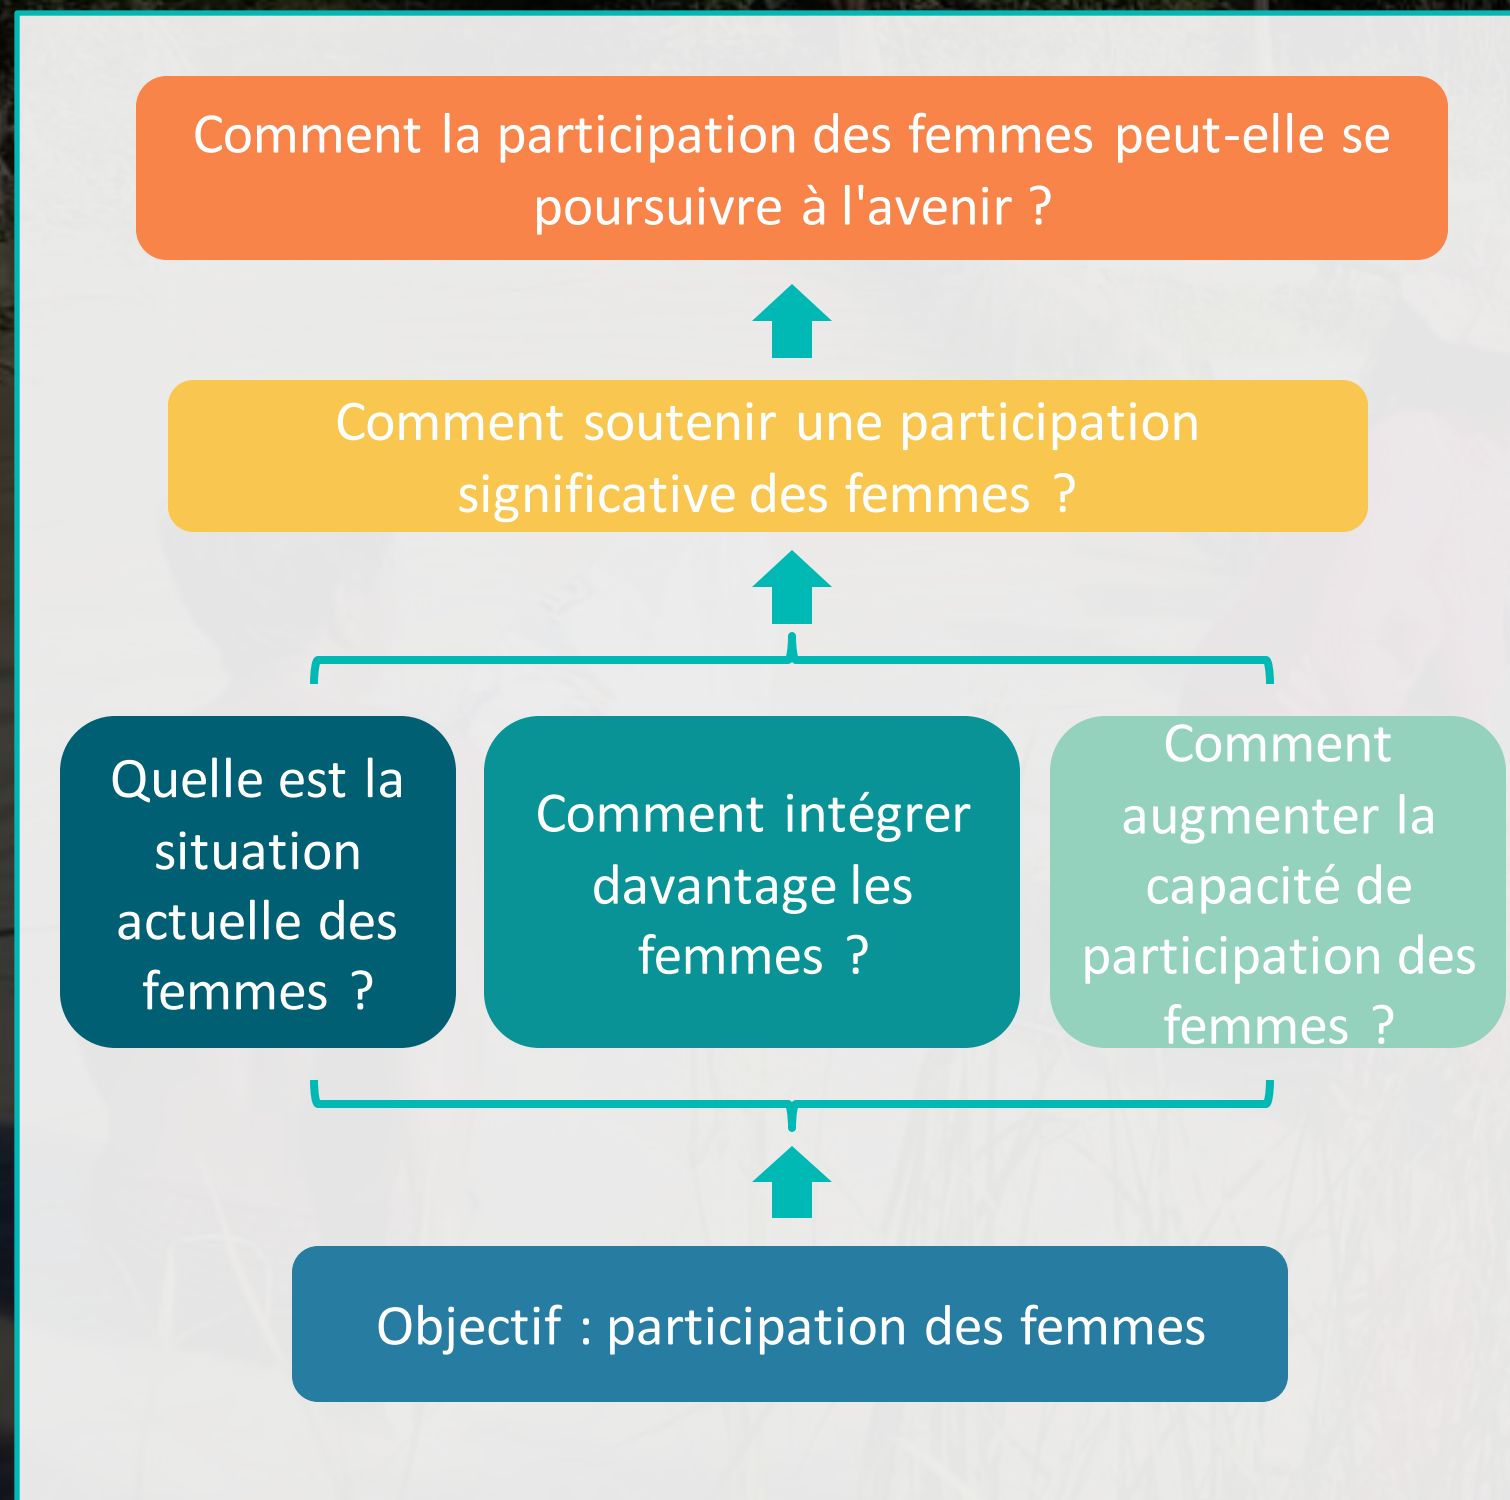 Comment la participation des femmes peut-elle se
poursuivre à l'avenir ?
Comment soutenir une participation
significative des femmes ?
Quelle est la
situation
actuelle des
femmes ?
Comment intégrer
davantage les
femmes ?
Comment
augmenter la
capacité de
participation des
femmes ?
Objectif : participation des femmes